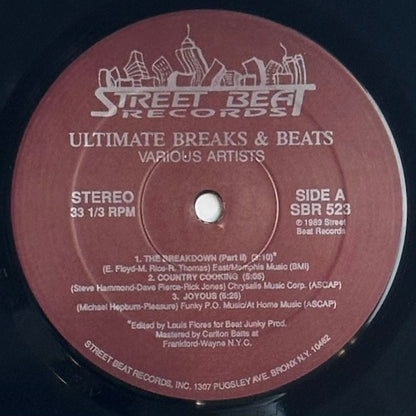 STREET BEAT
RECORDS
ULTIMATE BREAKS & BEATS
VARIOUS ARTISTS
STEREO
33 1/3 RPM
SIDE A
SBR 523
℗ 1989 Street
Beat Records
1. THE BREAKDOWN (Part II) (3:10)*
(E. Floyd-M. Rice-R. Thomas) East/Memphis Music (BMI)
2. COUNTRY COOKING (5:05)
(Steve Hammond-Dave Pierce-Rick Jones) Chrysalis Music Corp. (ASCAP)
3. JOYOUS (6:26)
(Michael Hepburn-Pleasure) Funky P.O. Music/At Home Music (ASCAP)
*Edited by Louis Flores for Beat Junky Prod.
Mastered by Carlton Batts at
Frankford-Wayne N.Y.C.
STREET BEAT RECORDS, INC. 1307 PUGSLEY AVE. BRONX N.Y. 10462